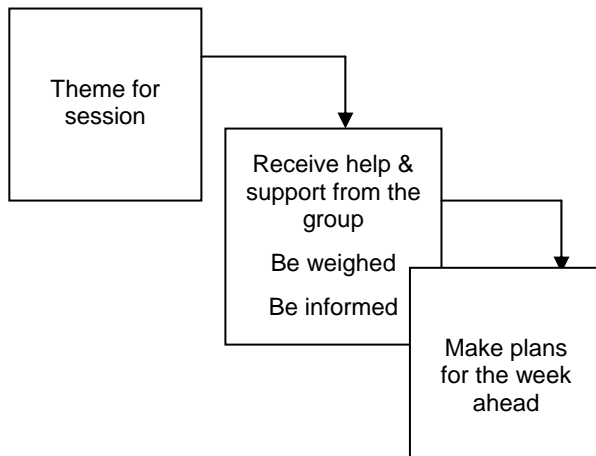 Theme for
session
Receive help &
support from the
group
Be weighed
Be informed
Make plans
for the week
ahead